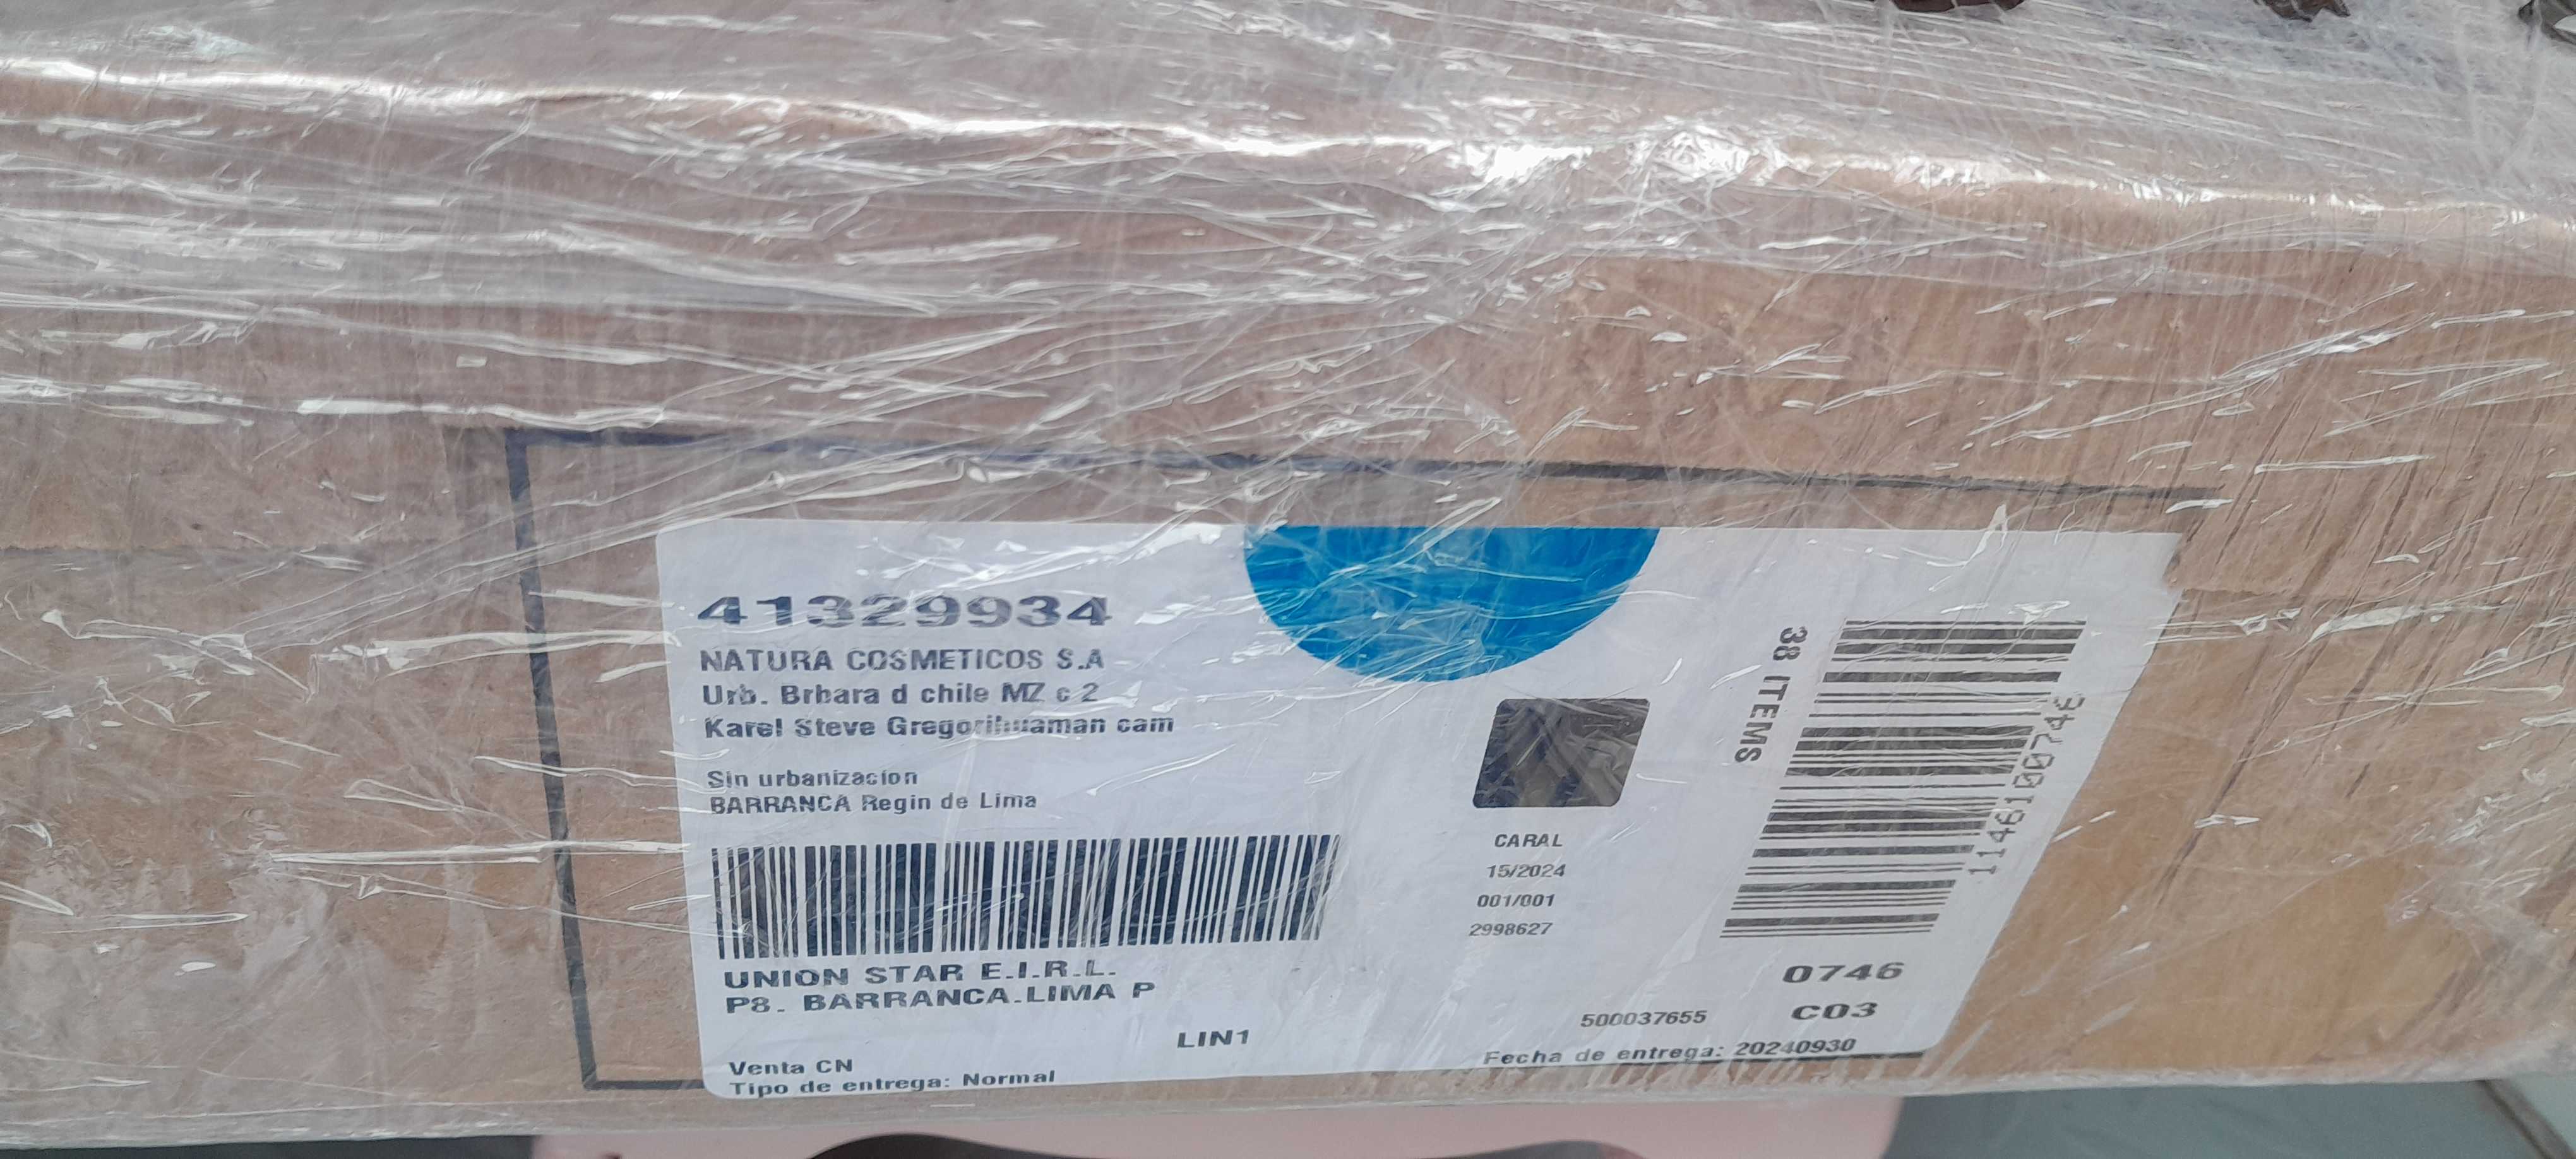 41329934
NATURA COSMETICOS S.A
Urb. Brbara d chile MZ c 2
Karel Steve Gregorihuaman cam
Sin urbanizacion
BARRANCA Regin de Lima
UNION STAR E.I.R.L.
P8. BARRANCA.LIMA P
LIN1
Venta CN
Tipo de entrega: Normal
CARAL
15/2024
001/001
2998627
38 ITEMS
114461000746
0746
C03
500037655
Fecha de entrega: 20240930